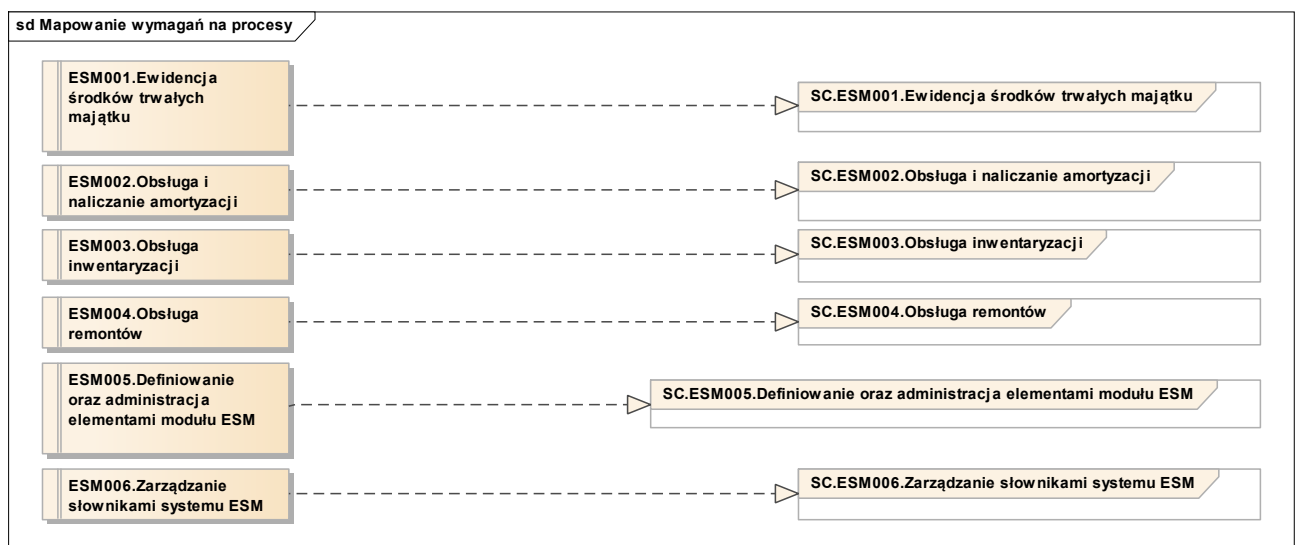 sd Mapowanie wymagań na procesy
ESM001.Ewidencja
środków trwałych
majątku
SC.ESM001.Ewidencja środków trwałych majątku
ESM002.Obsługa i
naliczanie amortyzacji
SC.ESM002.Obsługa i naliczanie amortyzacji
ESM003.Obsługa
inwentaryzacji
SC.ESM003.Obsługa inwentaryzacji
ESM004.Obsługa
remontów
SC.ESM004.Obsługa remontów
ESM005.Definiowanie
oraz administracja
elementami modułu ESM
SC.ESM005.Definiowanie oraz administracja elementami modułu ESM
ESM006.Zarządzanie
słownikami systemu ESM
SC.ESM006.Zarządzanie słownikami systemu ESM